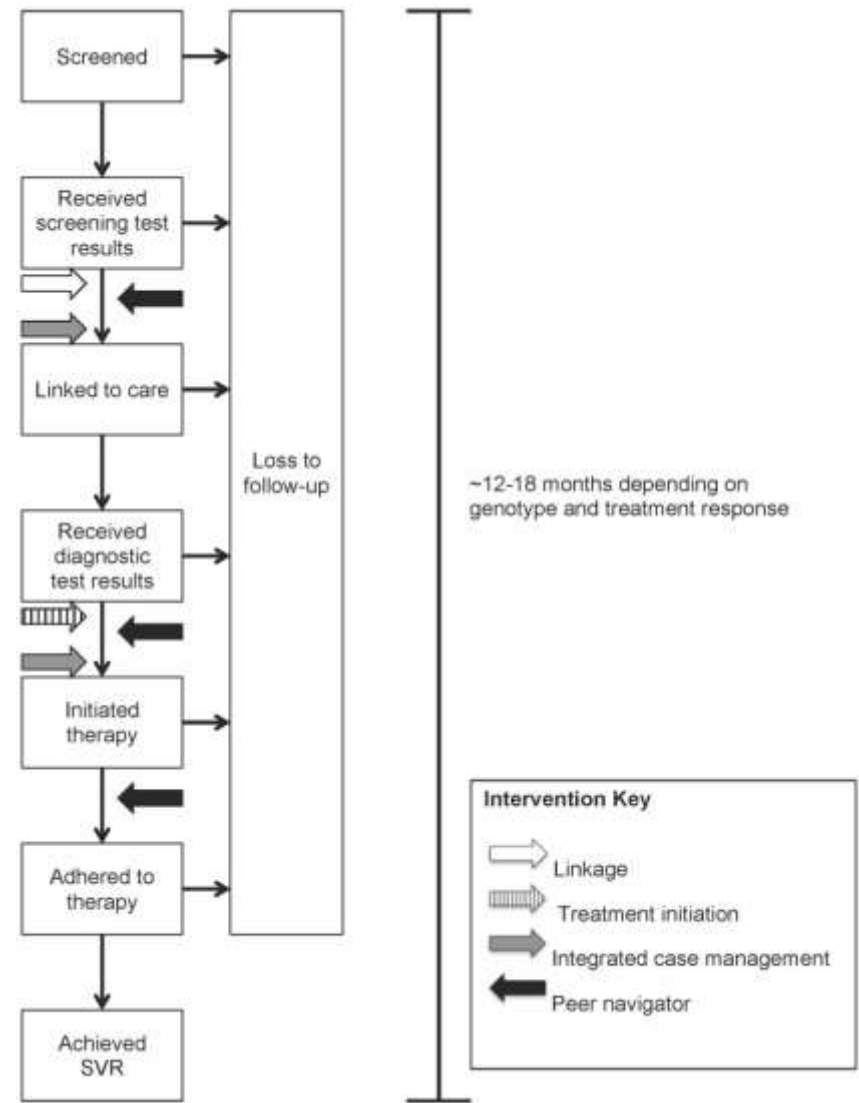 Screened
Received
screening test
results
Linked to care
Received
diagnostic
test results
Initiated
therapy
Adhered to
therapy
Achieved
SVR
Loss to
follow-up
~12-18 months depending on
genotype and treatment response
Intervention Key
Linkage
Treatment initiation
Integrated case management
Peer navigator